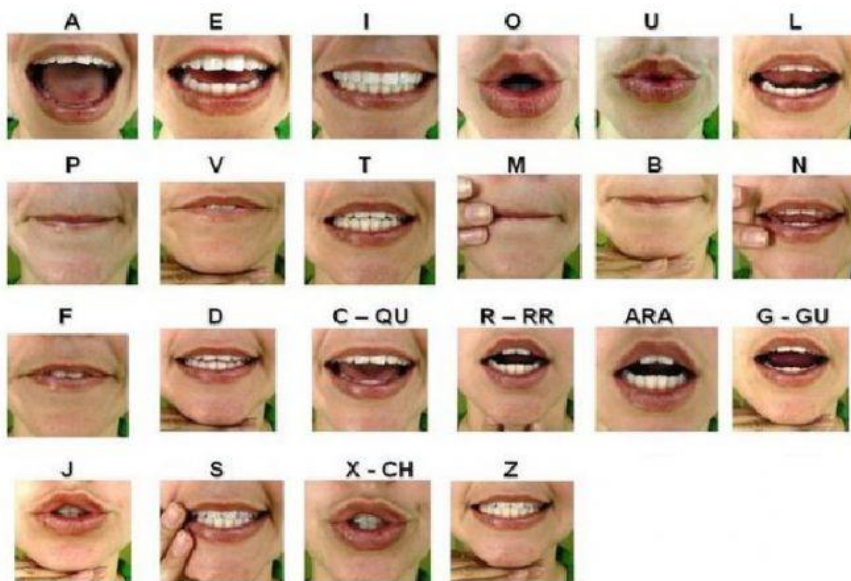 A E I O U L
P V T M B N
F D C – QU R – RR ARA G - GU
J S X - CH Z